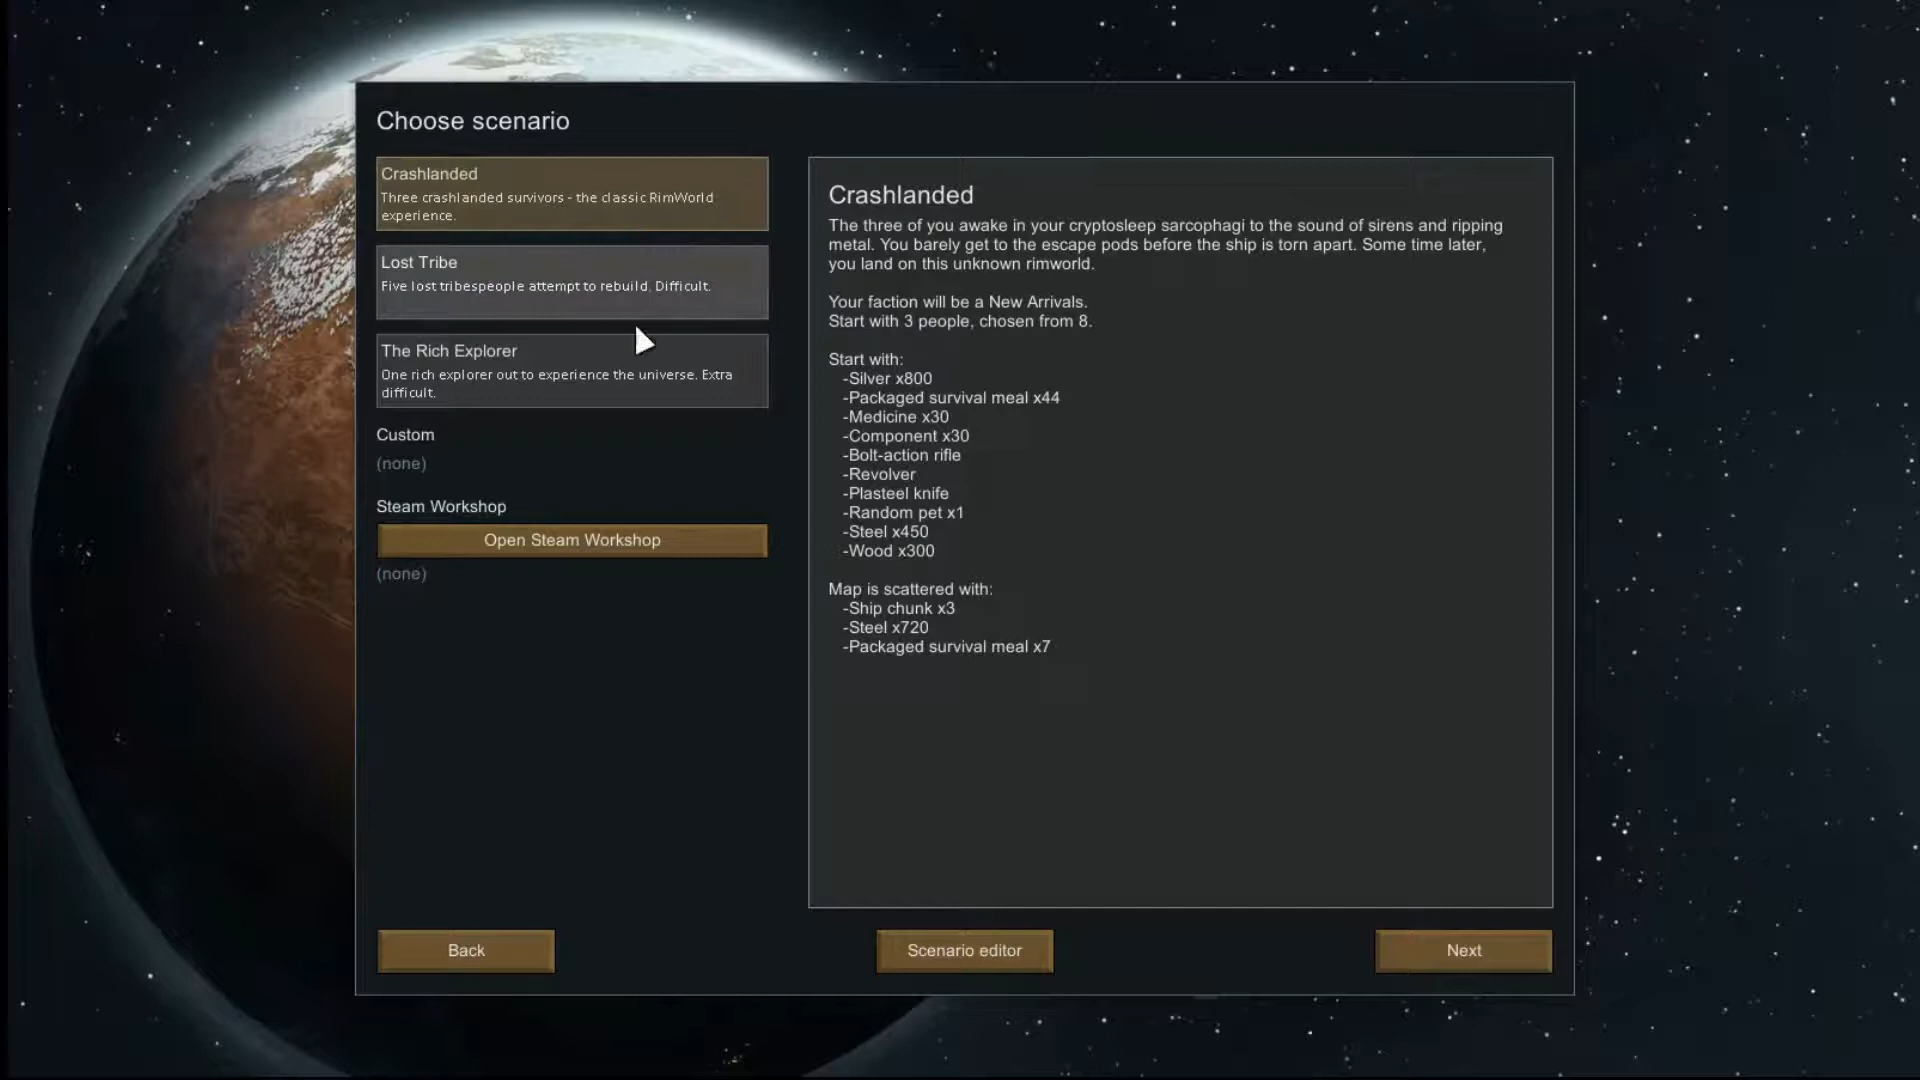 Choose scenario
Crashlanded
Three crashlanded survivors - the classic RimWorld
experience.
Lost Tribe
Five lost tribespeople attempt to rebuild. Difficult.
The Rich Explorer
One rich explorer out to experience the universe. Extra
difficult.
Custom
(none)
Steam Workshop
Open Steam Workshop
(none)
Crashlanded
The three of you awake in your cryptosleep sarcophagi to the sound of sirens and ripping
metal. You barely get to the escape pods before the ship is torn apart. Some time later,
you land on this unknown rimworld.
Your faction will be a New Arrivals.
Start with 3 people, chosen from 8.
Start with:
-Silver x800
-Packaged survival meal x44
-Medicine x30
-Component x30
-Bolt-action rifle
-Revolver
-Plasteel knife
-Random pet x1
-Steel x450
-Wood x300
Map is scattered with:
-Ship chunk x3
-Steel x720
-Packaged survival meal x7
Back
Scenario editor
Next